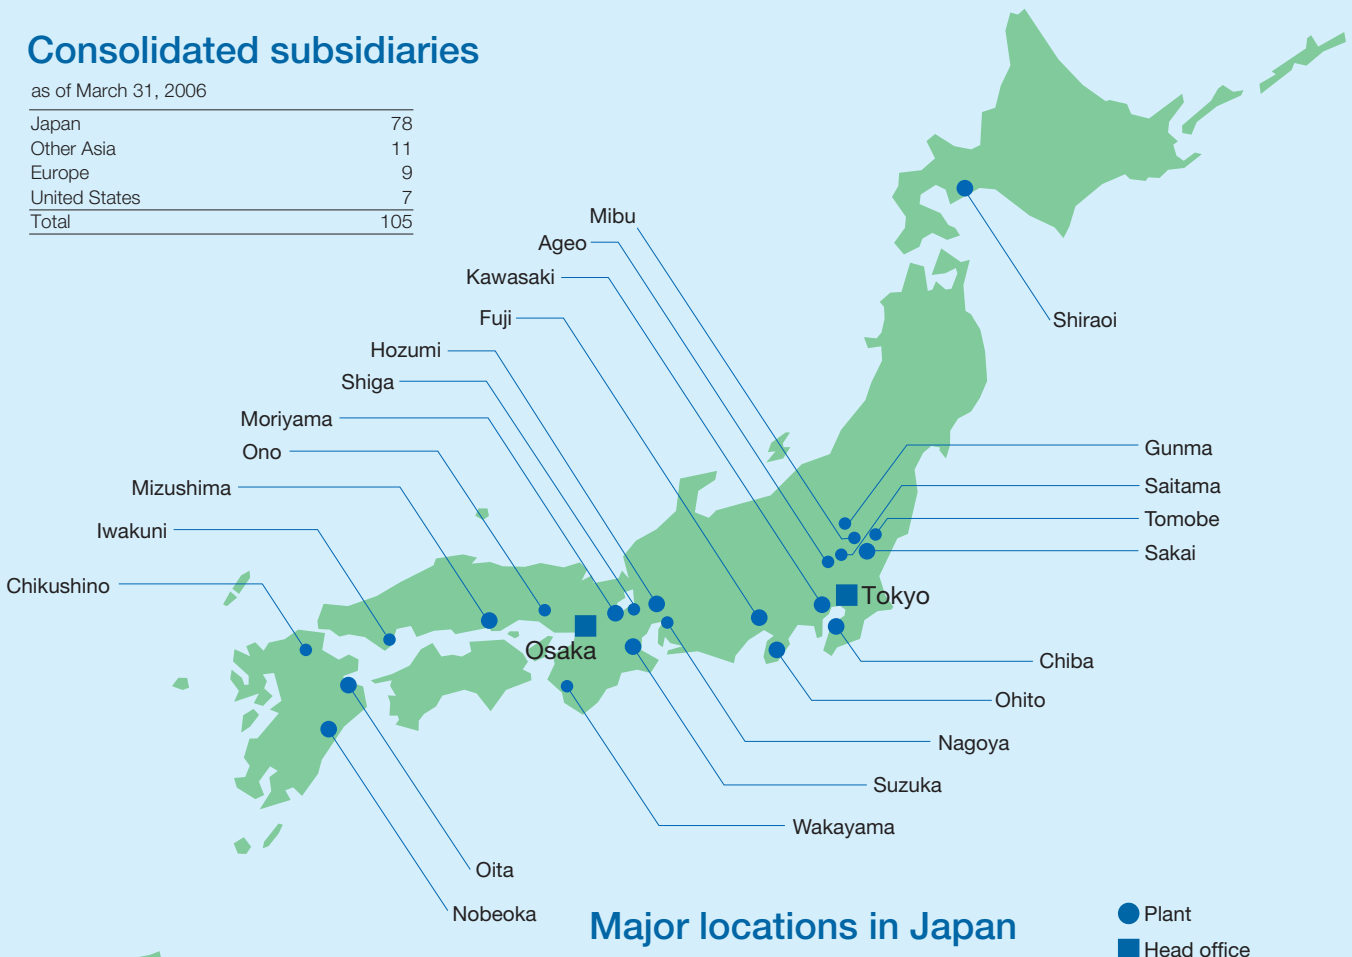 Consolidated subsidiaries
as of March 31, 2006
Japan 78
Other Asia 11
Europe 9
United States 7
Total 105
Mibu
Ageo
Kawasaki
Fuji
Hozumi
Shiga
Moriyama
Ono
Mizushima
Iwakuni
Chikushino
Shiraoi
Gunma
Saitama
Tomobe
Sakai
Tokyo
Osaka
Chiba
Ohito
Nagoya
Suzuka
Wakayama
Oita
Nobeoka
Major locations in Japan
Plant
Head office